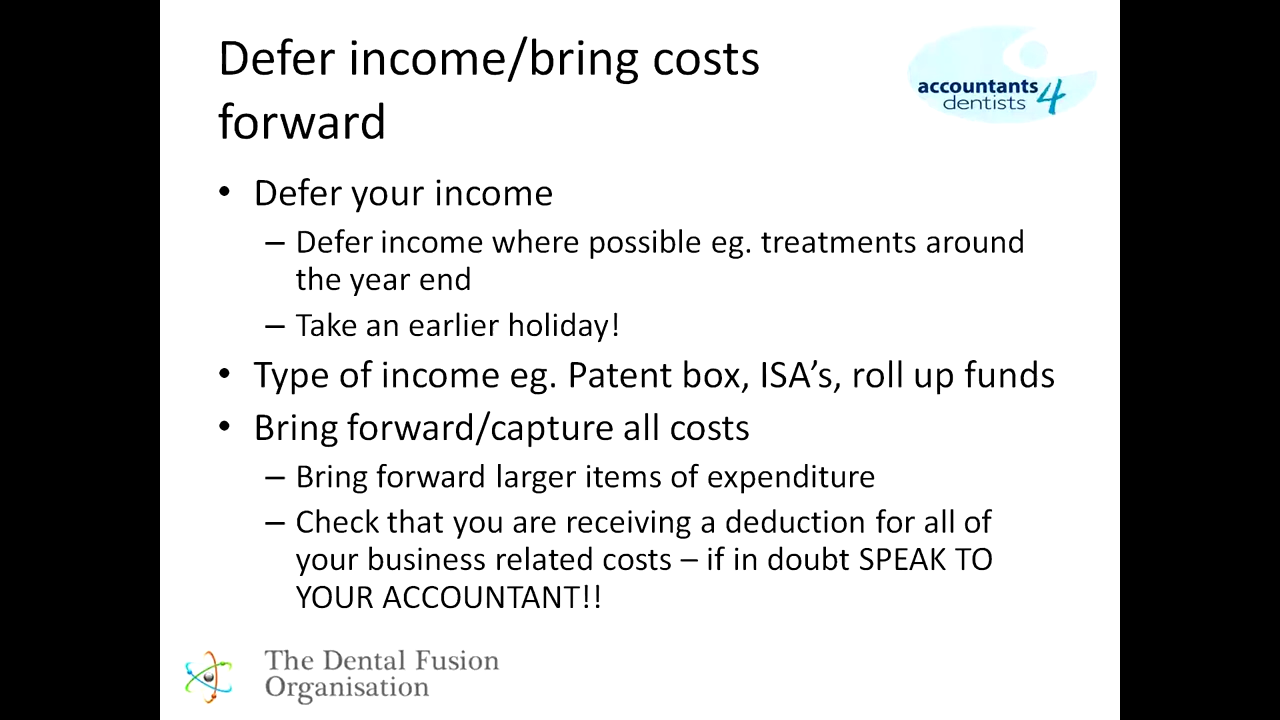 Defer income/bring costs
forward
accountants
dentists 4
• Defer your income
– Defer income where possible eg. treatments around
the year end
– Take an earlier holiday!
• Type of income eg. Patent box, ISA’s, roll up funds
• Bring forward/capture all costs
– Bring forward larger items of expenditure
– Check that you are receiving a deduction for all of
your business related costs – if in doubt SPEAK TO
YOUR ACCOUNTANT!!
The Dental Fusion
Organisation